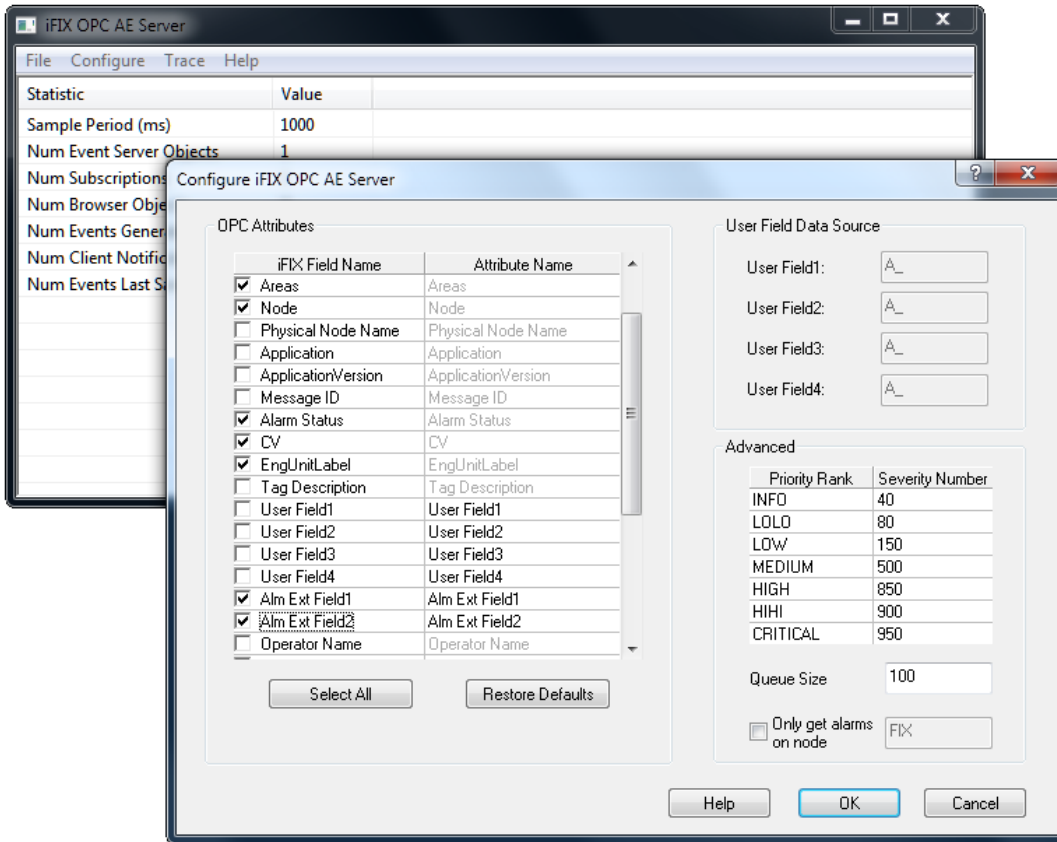 iFIX OPC AE Server
File Configure Trace Help
Statistic Value
Sample Period (ms) 1000
Num Event Server Objects 1
Num Subscriptions
Num Browser Obje
Num Events Genera
Num Client Notific
Num Events Last Sa
Configure iFIX OPC AE Server
OPC Attributes
iFIX Field Name Attribute Name
Areas Areas
Node Node
Physical Node Name Physical Node Name
Application Application
ApplicationVersion ApplicationVersion
Message ID Message ID
Alarm Status Alarm Status
CV CV
EngUnitLabel EngUnitLabel
Tag Description Tag Description
User Field1 User Field1
User Field2 User Field2
User Field3 User Field3
User Field4 User Field4
Alm Ext Field1 Alm Ext Field1
Alm Ext Field2 Alm Ext Field2
Operator Name Operator Name
Select All Restore Defaults
User Field Data Source
User Field1: A_
User Field2: A_
User Field3: A_
User Field4: A_
Advanced
Priority Rank Severity Number
INFO 40
LOLO 80
LOW 150
MEDIUM 500
HIGH 850
HIHI 900
CRITICAL 950
Queue Size 100
Only get alarms
on node FIX
Help OK Cancel